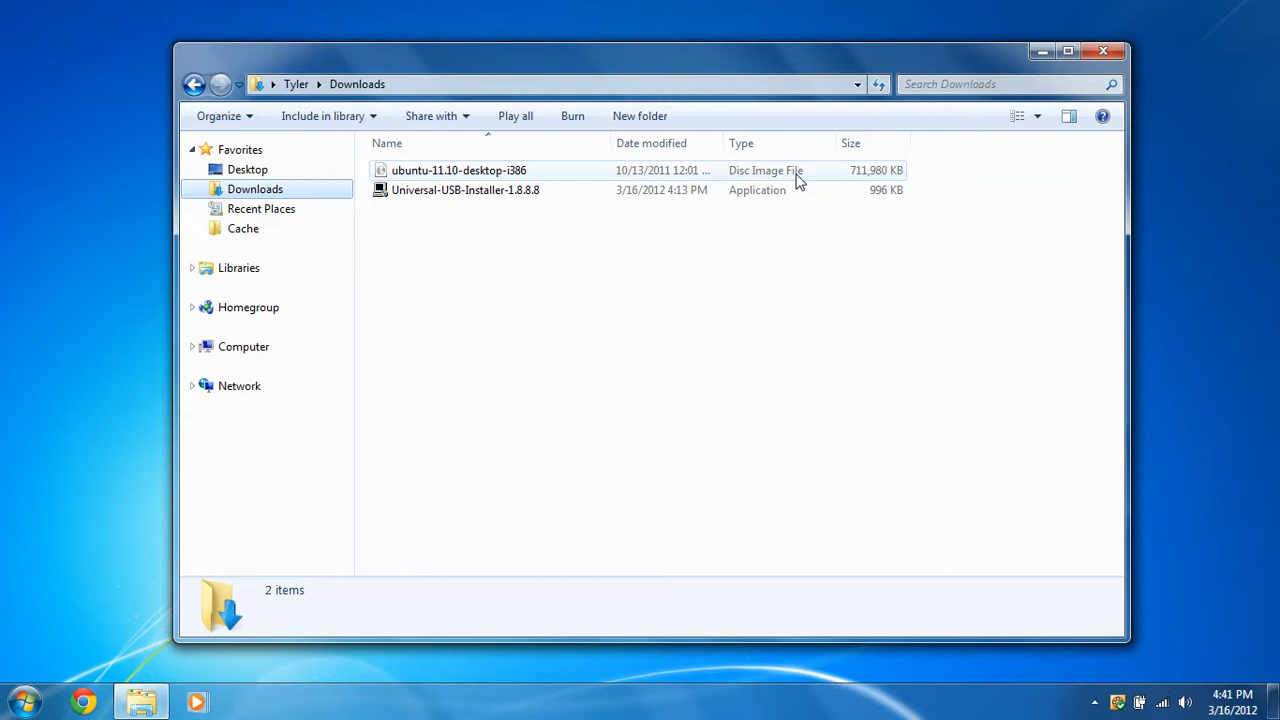 Tyler Downloads
Search Downloads
Organize Include in library Share with Play all Burn New folder
Name Date modified Type Size
ubuntu-11.10-desktop-i386 10/13/2011 12:01 ... Disc Image File 711,980 KB
Universal-USB-Installer-1.8.8.8 3/16/2012 4:13 PM Application 996 KB
Favorites
Desktop
Downloads
Recent Places
Cache
Libraries
Homegroup
Computer
Network
2 items
4:41 PM
3/16/2012